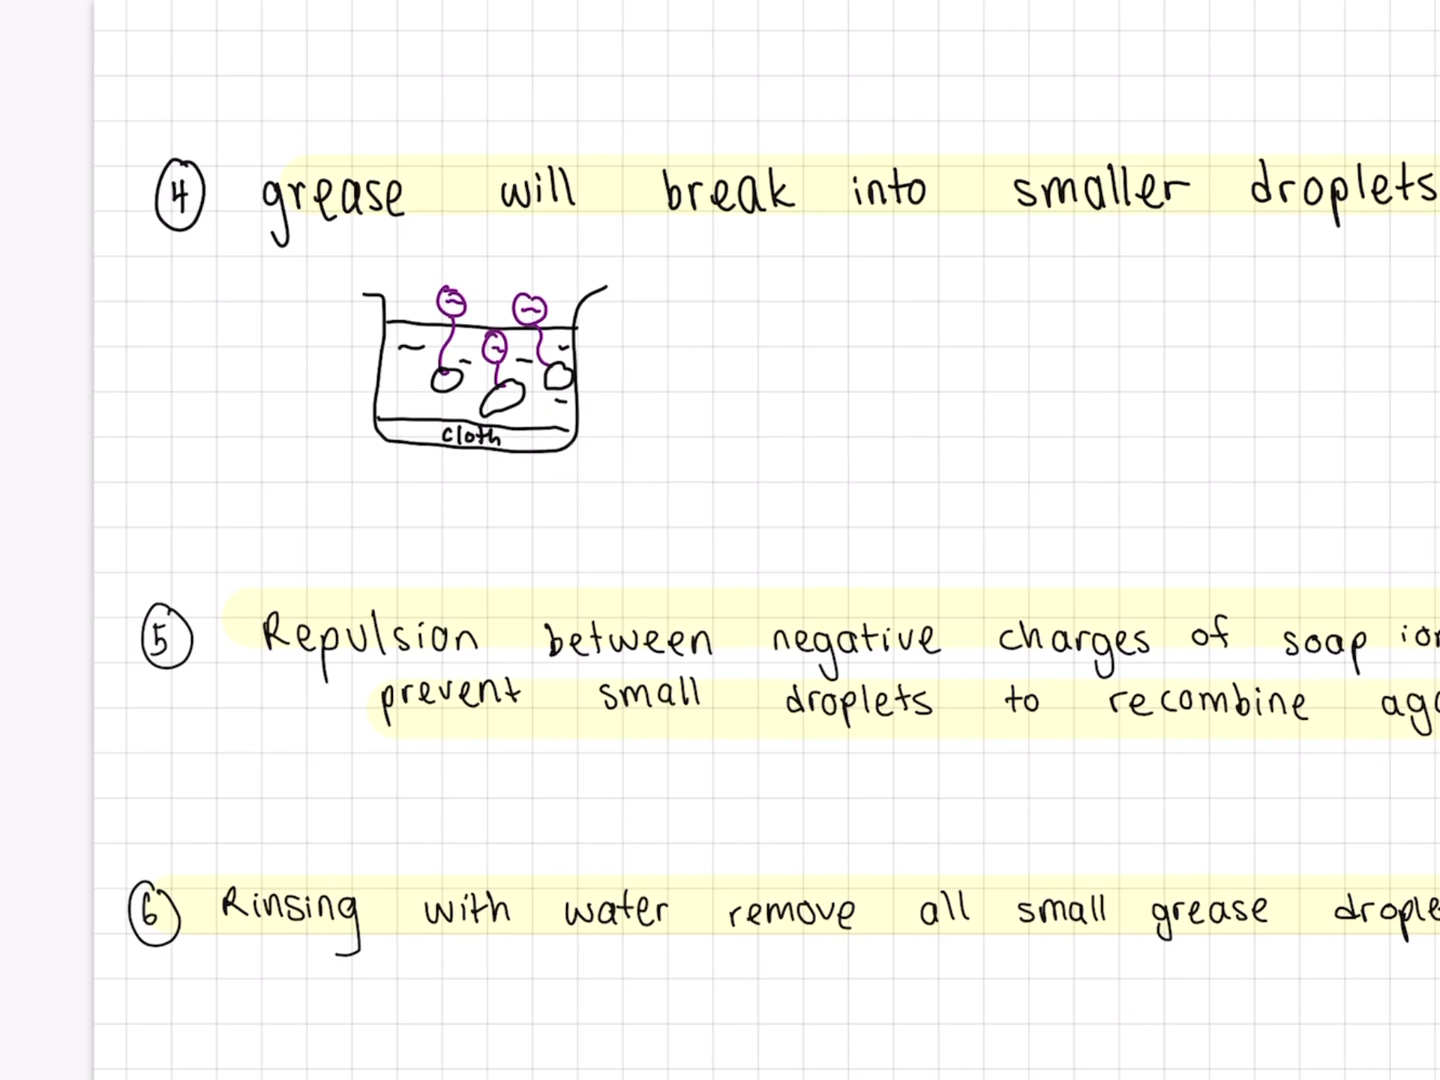 4 grease will break into smaller droplets
cloth
5 Repulsion between negative charges of soap
prevent small droplets to recombine
6 Rinsing with water remove all small grease